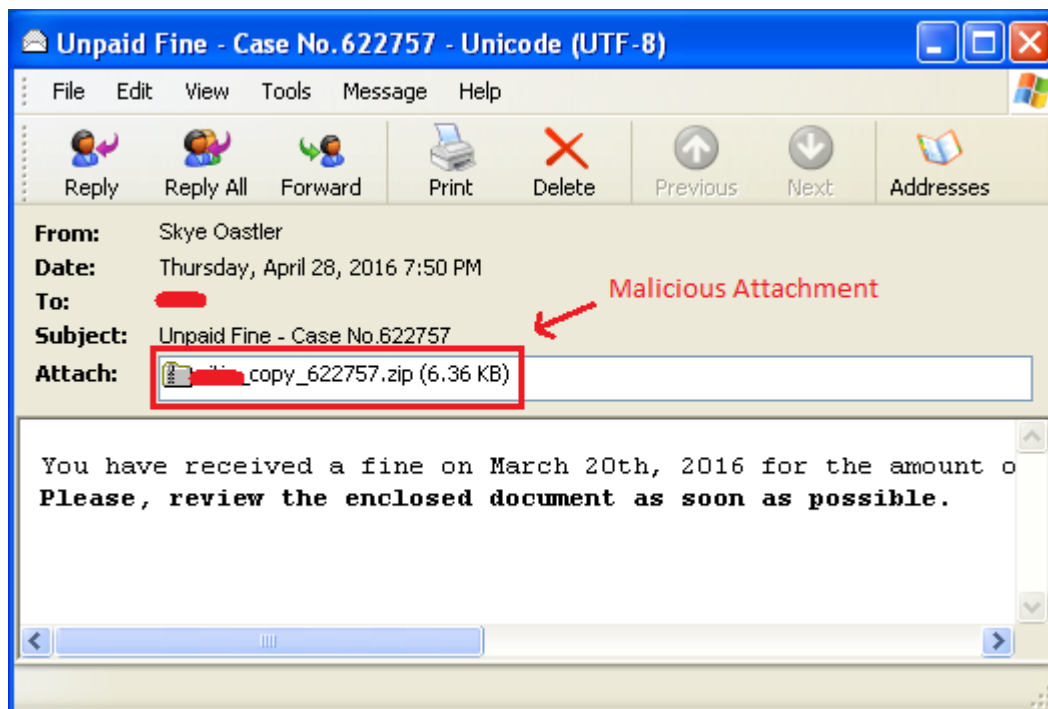 Unpaid Fine - Case No. 622757 - Unicode (UTF-8)
File Edit View Tools Message Help
Reply Reply All Forward Print Delete Previous Next Addresses
From: Skye Oastler
Date: Thursday, April 28, 2016 7:50 PM
To:
Malicious Attachment
Subject: Unpaid Fine - Case No.622757
Attach: _copy_622757.zip (6.36 KB)
You have received a fine on March 20th, 2016 for the amount o
Please, review the enclosed document as soon as possible.